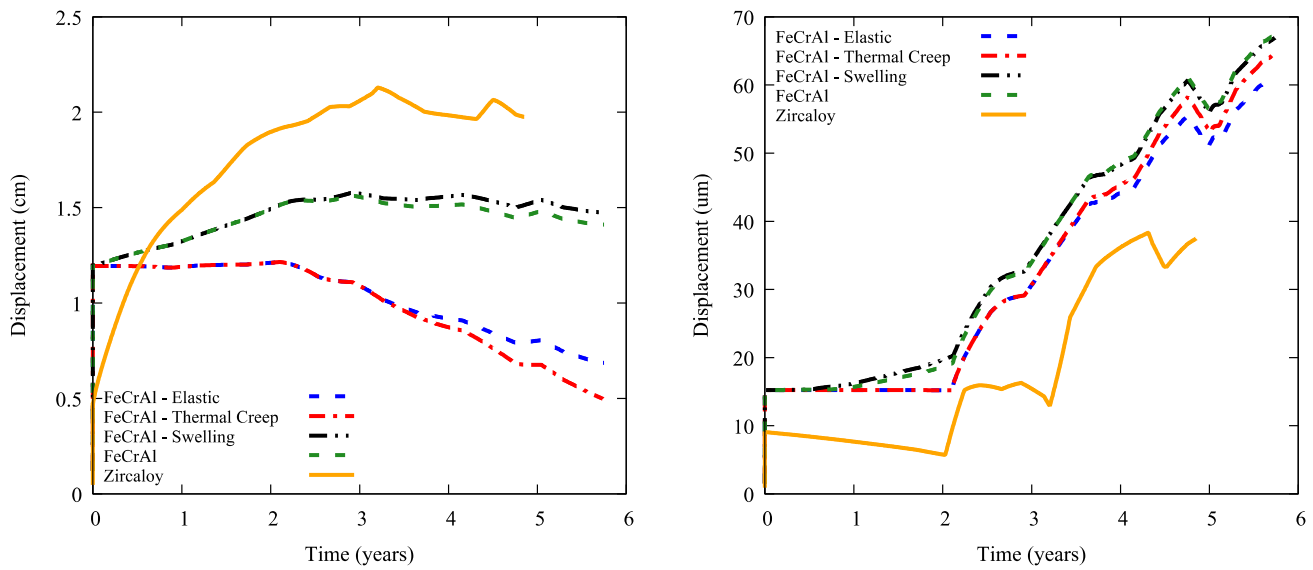 2.5
2
1.5
1
0.5
0
Displacement (cm)
FeCrAl - Elastic
FeCrAl - Thermal Creep
FeCrAl - Swelling
FeCrAl
Zircaloy
0 1 2 3 4 5 6
Time (years)
70
60
50
40
30
20
10
0
Displacement (um)
FeCrAl - Elastic
FeCrAl - Thermal Creep
FeCrAl - Swelling
FeCrAl
Zircaloy
0 1 2 3 4 5 6
Time (years)